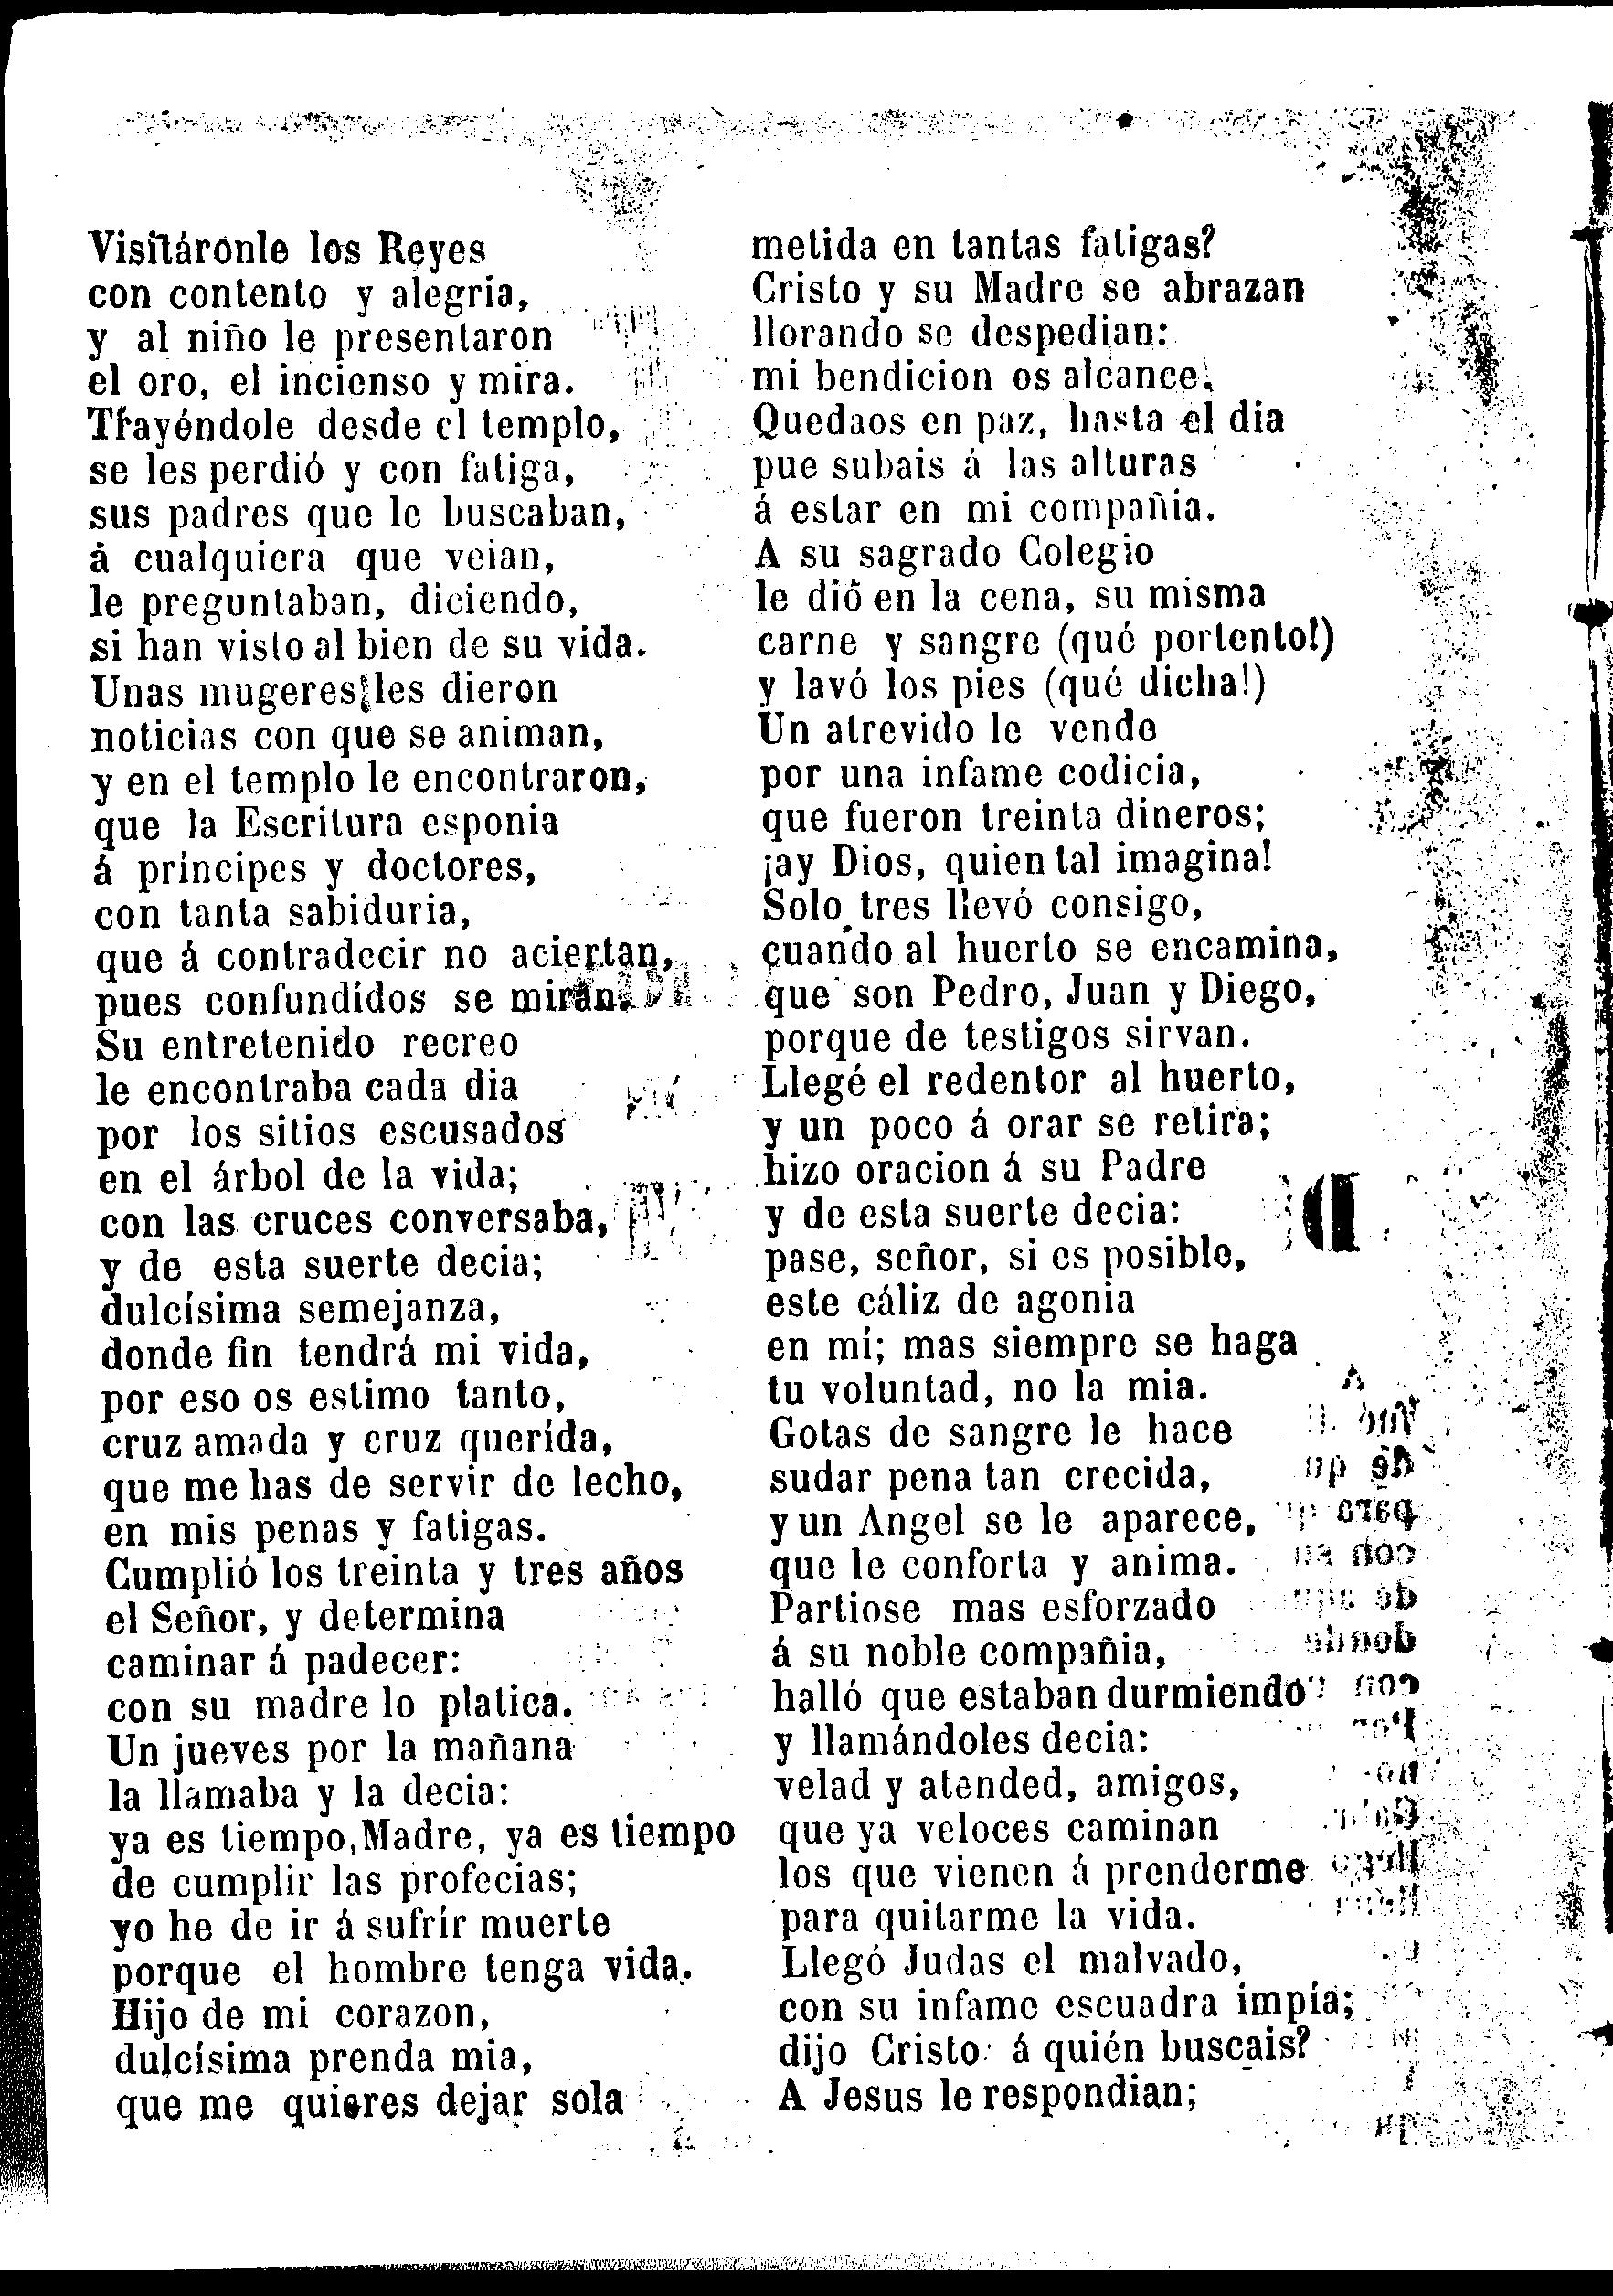 Visitáronle los Reyes
con contento y alegria,
y al niño le presentaron
el oro, el incienso y mira.
Trayéndole desde el templo,
se les perdió y con fatiga,
sus padres que le buscaban,
á cualquiera que veian,
le preguntaban, diciendo,
si han visto al bien de su vida.
Unas mugeres les dieron
noticias con que se animan,
y en el templo le encontraron,
que la Escritura esponia
á príncipes y doctores,
con tanta sabiduria,
que á contradecir no aciertan,
pues confundidos se miran.
Su entretenido recreo
le encontraba cada dia
por los sitios escusados
en el árbol de la vida;
con las cruces conversaba,
y de esta suerte decia;
dulcísima semejanza,
donde fin tendrá mi vida,
por eso os estimo tanto,
cruz amada y cruz querida,
que me has de servir de lecho,
en mis penas y fatigas.
Cumplió los treinta y tres años
el Señor, y determina
caminar á padecer:
con su madre lo platica.
Un jueves por la mañana
la llamaba y la decia:
ya es tiempo, Madre, ya es tiempo
de cumplir las profecias;
yo he de ir á sufrir muerte
porque el hombre tenga vida.
Hijo de mi corazon,
dulcísima prenda mia,
que me quieres dejar sola
metida en tantas fatigas?
Cristo y su Madre se abrazan
llorando se despedian:
mi bendicion os alcance.
Quedaos en paz, hasta el dia
pue subais á las alturas
á estar en mi compañia.
A su sagrado Colegio
le dió en la cena, su misma
carne y sangre (qué portento!)
y lavó los pies (qué dicha!)
Un atrevido le vende
por una infame codicia,
que fueron treinta dineros;
¡ay Dios, quien tal imagina!
Solo tres llevó consigo,
cuando al huerto se encamina,
que son Pedro, Juan y Diego,
porque de testigos sirvan.
Llegé el redentor al huerto,
y un poco á orar se retira;
hizo oracion á su Padre
y de esta suerte decia:
pase, señor, si es posible,
este cáliz de agonia
en mí; mas siempre se haga
tu voluntad, no la mia.
Gotas de sangre le hace
sudar pena tan crecida,
y un Angel se le aparece,
que le conforta y anima.
Partiose mas esforzado
á su noble compañia,
halló que estaban durmiendo
y llamándoles decia:
velad y atended, amigos,
que ya veloces caminan
los que vienen á prenderme
para quitarme la vida.
Llegó Judas el malvado,
con su infame escuadra impía;
dijo Cristo: á quién buscais?
A Jesus le respondian;